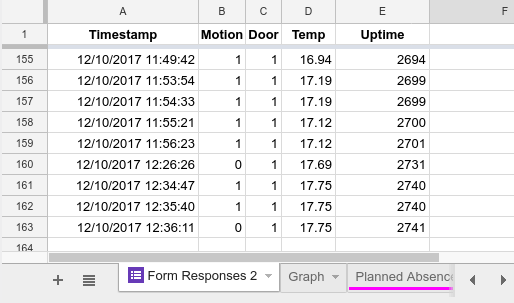 A B C D E F
1 Timestamp Motion Door Temp Uptime
155 12/10/2017 11:49:42 1 1 16.94 2694
156 12/10/2017 11:53:54 1 1 17.19 2699
157 12/10/2017 11:54:33 1 1 17.19 2699
158 12/10/2017 11:55:21 1 1 17.12 2700
159 12/10/2017 11:56:23 1 1 17.12 2701
160 12/10/2017 12:26:26 0 1 17.69 2731
161 12/10/2017 12:34:47 1 1 17.75 2740
162 12/10/2017 12:35:40 1 1 17.75 2740
163 12/10/2017 12:36:11 0 1 17.75 2741
164
Form Responses 2 Graph Planned Absenc